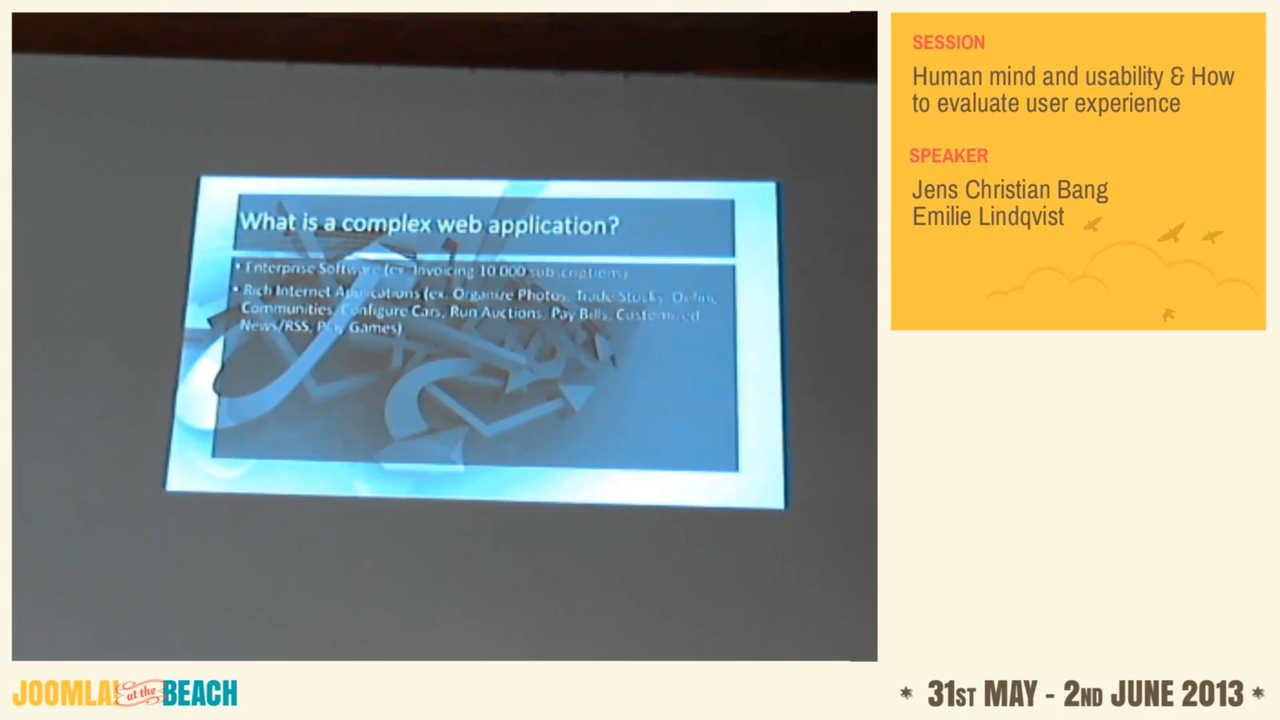 What is a complex web application?
• Enterprise Software (ex. Invoicing 10 000 subscriptions)
• Rich Internet Applications (ex. Organize Photos, Trade Stocks, Online
Communities, Configure Cars, Run Auctions, Pay Bills, Customized
News/RSS, Play Games)
SESSION
Human mind and usability & How
to evaluate user experience
SPEAKER
Jens Christian Bang
Emilie Lindqvist
JOOMLA! at the BEACH
* 31ST MAY - 2ND JUNE 2013 *